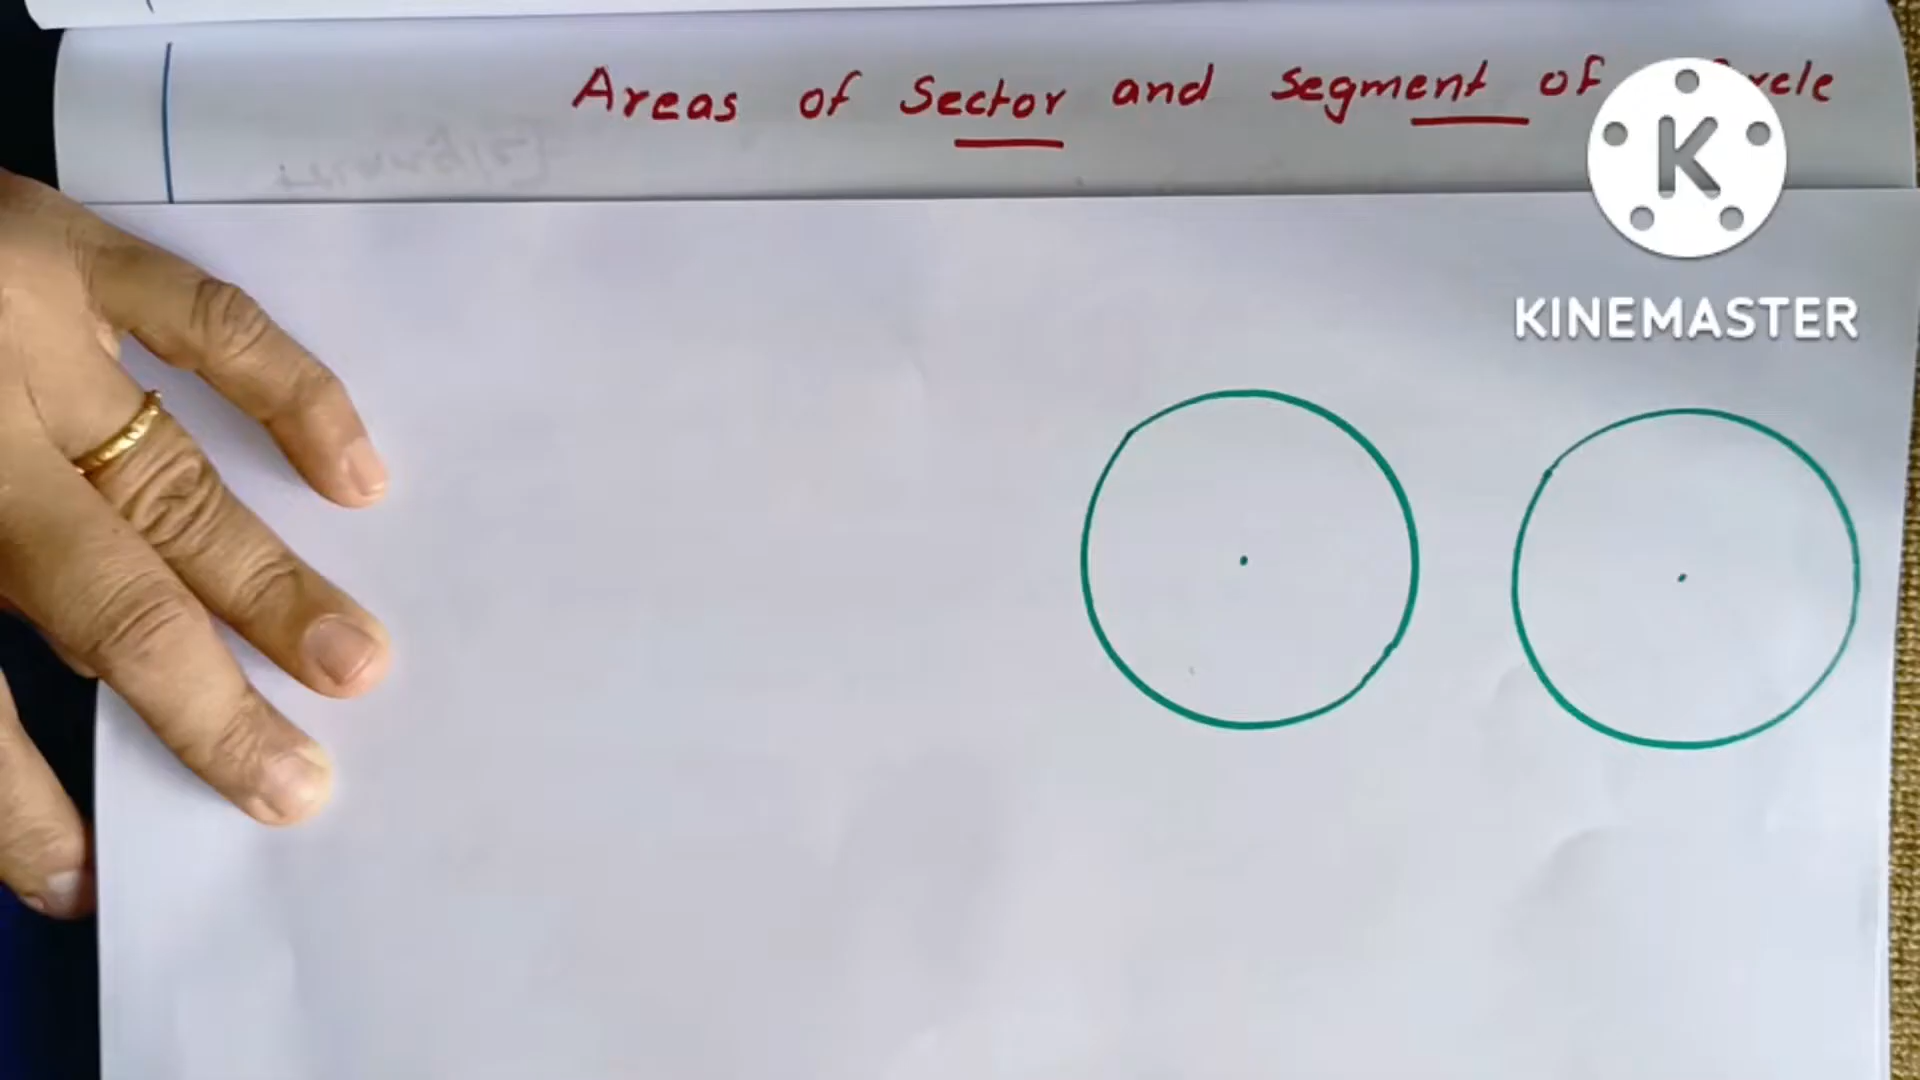 Areas of Sector and Segment of
K
KINEMASTER